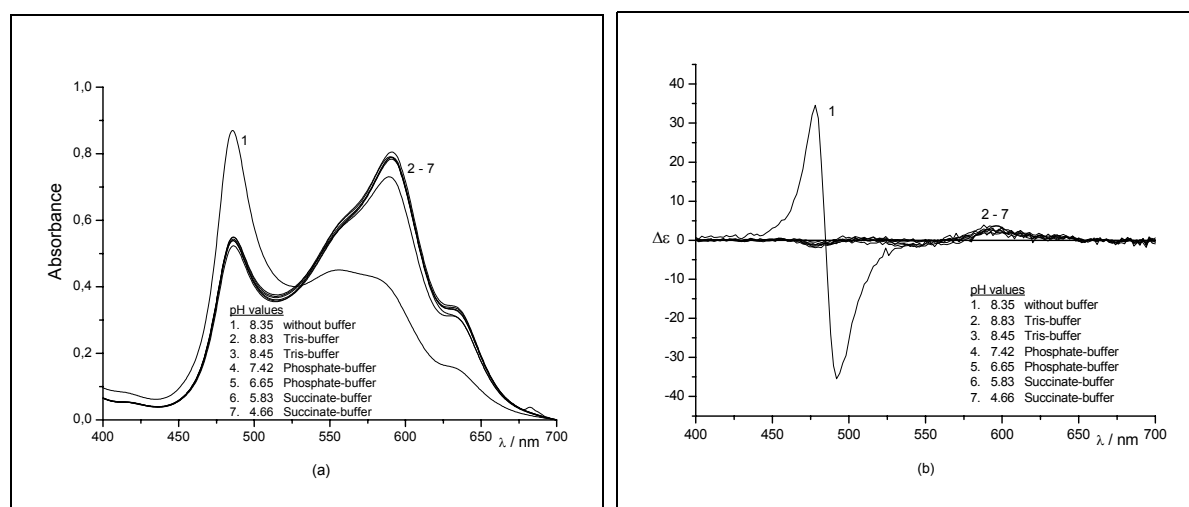 1,0
0,8
0,6
0,4
0,2
0,0
Absorbance
1
2 - 7
pH values
1. 8.35 without buffer
2. 8.83 Tris-buffer
3. 8.45 Tris-buffer
4. 7.42 Phosphate-buffer
5. 6.65 Phosphate-buffer
6. 5.83 Succinate-buffer
7. 4.66 Succinate-buffer
400 450 500 550 600 650 700
λ / nm
(a)
40
30
20
10
0
-10
-20
-30
-40
Δε
1
2 - 7
pH values
1. 8.35 without buffer
2. 8.83 Tris-buffer
3. 8.45 Tris-buffer
4. 7.42 Phosphate-buffer
5. 6.65 Phosphate-buffer
6. 5.83 Succinate-buffer
7. 4.66 Succinate-buffer
400 450 500 550 600 650 700
λ / nm
(b)